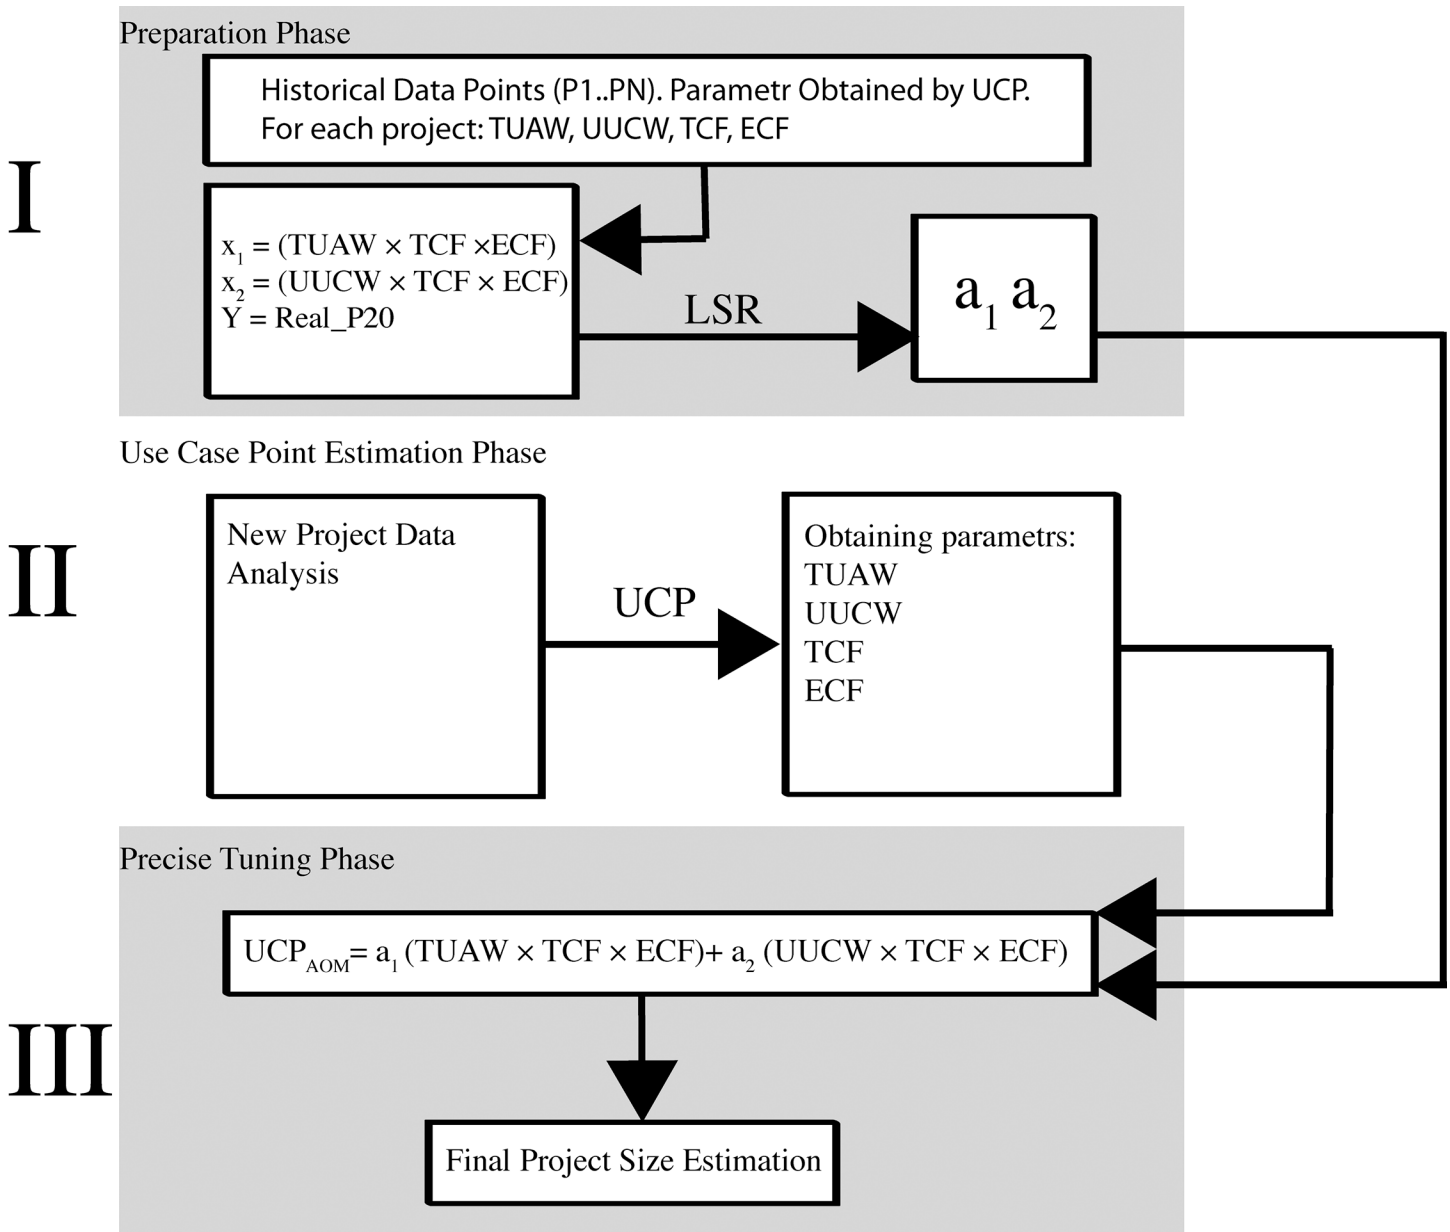 Preparation Phase
Historical Data Points (P1..PN). Parametr Obtained by UCP.
For each project: TUAW, UUCW, TCF, ECF
I
x₁ = (TUAW × TCF ×ECF)
x₂ = (UUCW × TCF × ECF)
Y = Real_P20
LSR
a₁ a₂
Use Case Point Estimation Phase
II
New Project Data
Analysis
UCP
Obtaining parametrs:
TUAW
UUCW
TCF
ECF
Precise Tuning Phase
III
UCP_AOM= a₁ (TUAW × TCF × ECF)+ a₂ (UUCW × TCF × ECF)
Final Project Size Estimation